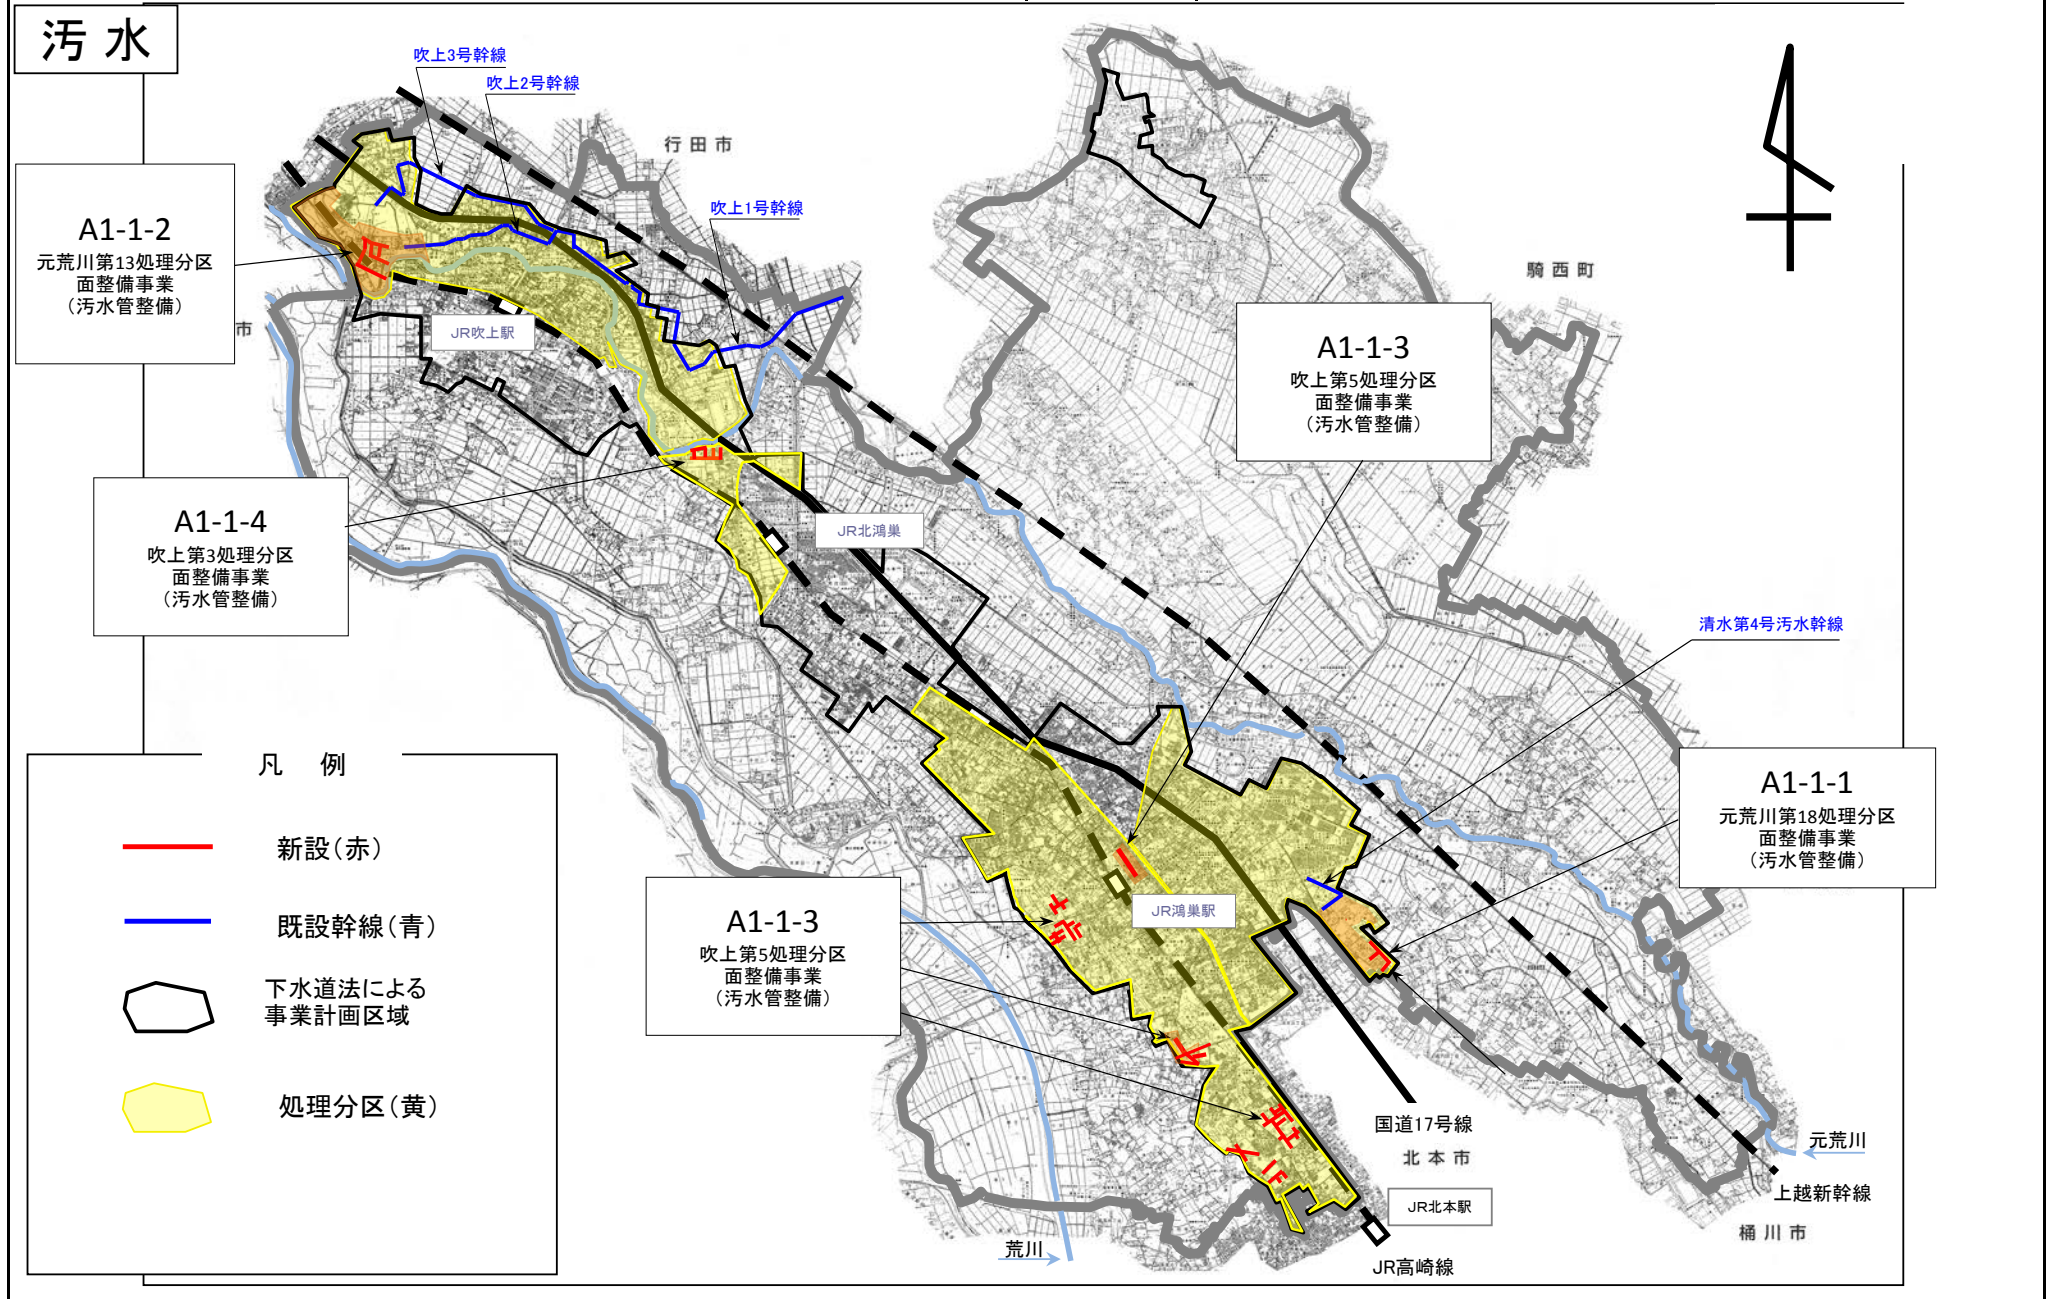 汚水
吹上3号幹線
吹上2号幹線
行田市
吹上1号幹線
A1-1-2
元荒川第13処理分区
面整備事業
（汚水管整備）
市
JR吹上駅
騎西町
A1-1-3
吹上第5処理分区
面整備事業
（汚水管整備）
A1-1-4
吹上第3処理分区
面整備事業
（汚水管整備）
JR北鴻巣
清水第4号汚水幹線
A1-1-1
元荒川第18処理分区
面整備事業
（汚水管整備）
凡 例
新設（赤）
既設幹線（青）
下水道法による
事業計画区域
処理分区（黄）
A1-1-3
吹上第5処理分区
面整備事業
（汚水管整備）
JR鴻巣駅
国道17号線
北本市
JR北本駅
元荒川
上越新幹線
桶川市
荒川
JR高崎線